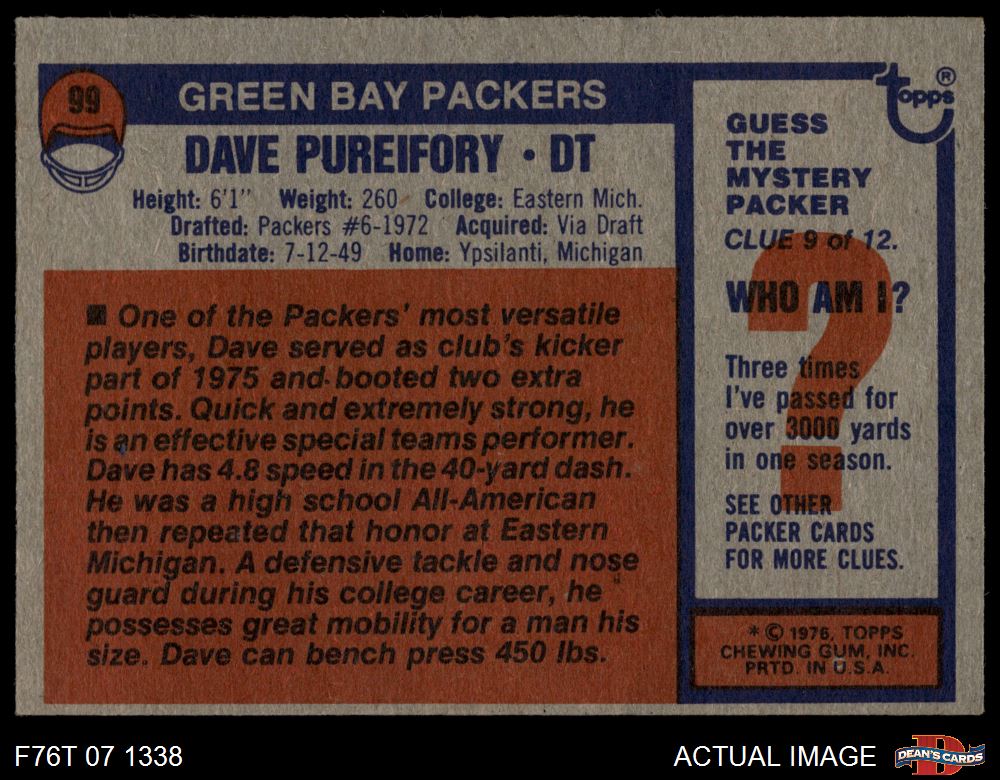 99
GREEN BAY PACKERS
DAVE PUREIFORY • DT
Height: 6'1" Weight: 260 College: Eastern Mich.
Drafted: Packers #6-1972 Acquired: Via Draft
Birthdate: 7-12-49 Home: Ypsilanti, Michigan
■ One of the Packers' most versatile
players, Dave served as club's kicker
part of 1975 and booted two extra
points. Quick and extremely strong, he
is an effective special teams performer.
Dave has 4.8 speed in the 40-yard dash.
He was a high school All-American
then repeated that honor at Eastern
Michigan. A defensive tackle and nose
guard during his college career, he
possesses great mobility for a man his
size. Dave can bench press 450 lbs.
topps®
GUESS
THE
MYSTERY
PACKER
CLUE 9 of 12.
WHO AM I?
?
Three times
I've passed for
over 3000 yards
in one season.
SEE OTHER
PACKER CARDS
FOR MORE CLUES.
* © 1976, TOPPS
CHEWING GUM, INC.
PRTD. IN U.S.A.
F76T 07 1338
ACTUAL IMAGE
D
DEAN'S CARDS